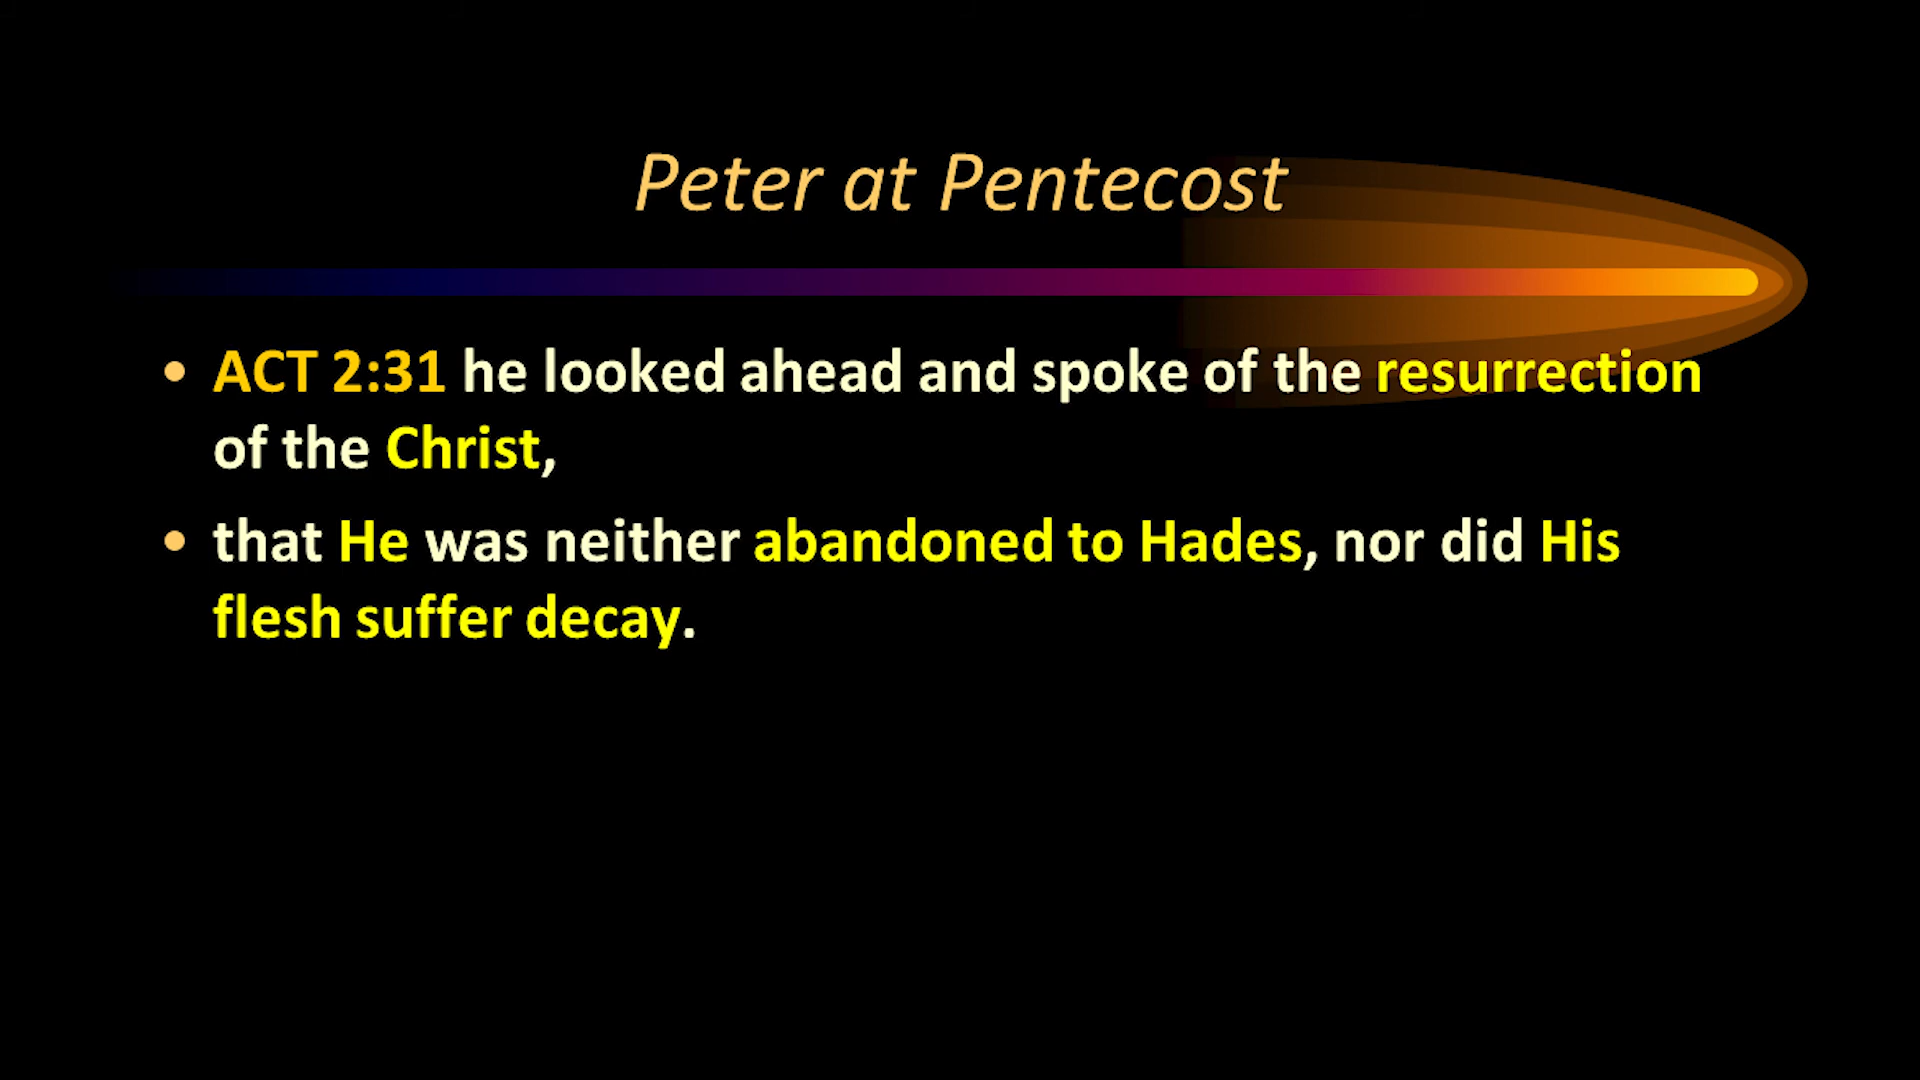 Peter at Pentecost
• ACT 2:31 he looked ahead and spoke of the resurrection
of the Christ,
• that He was neither abandoned to Hades, nor did His
flesh suffer decay.